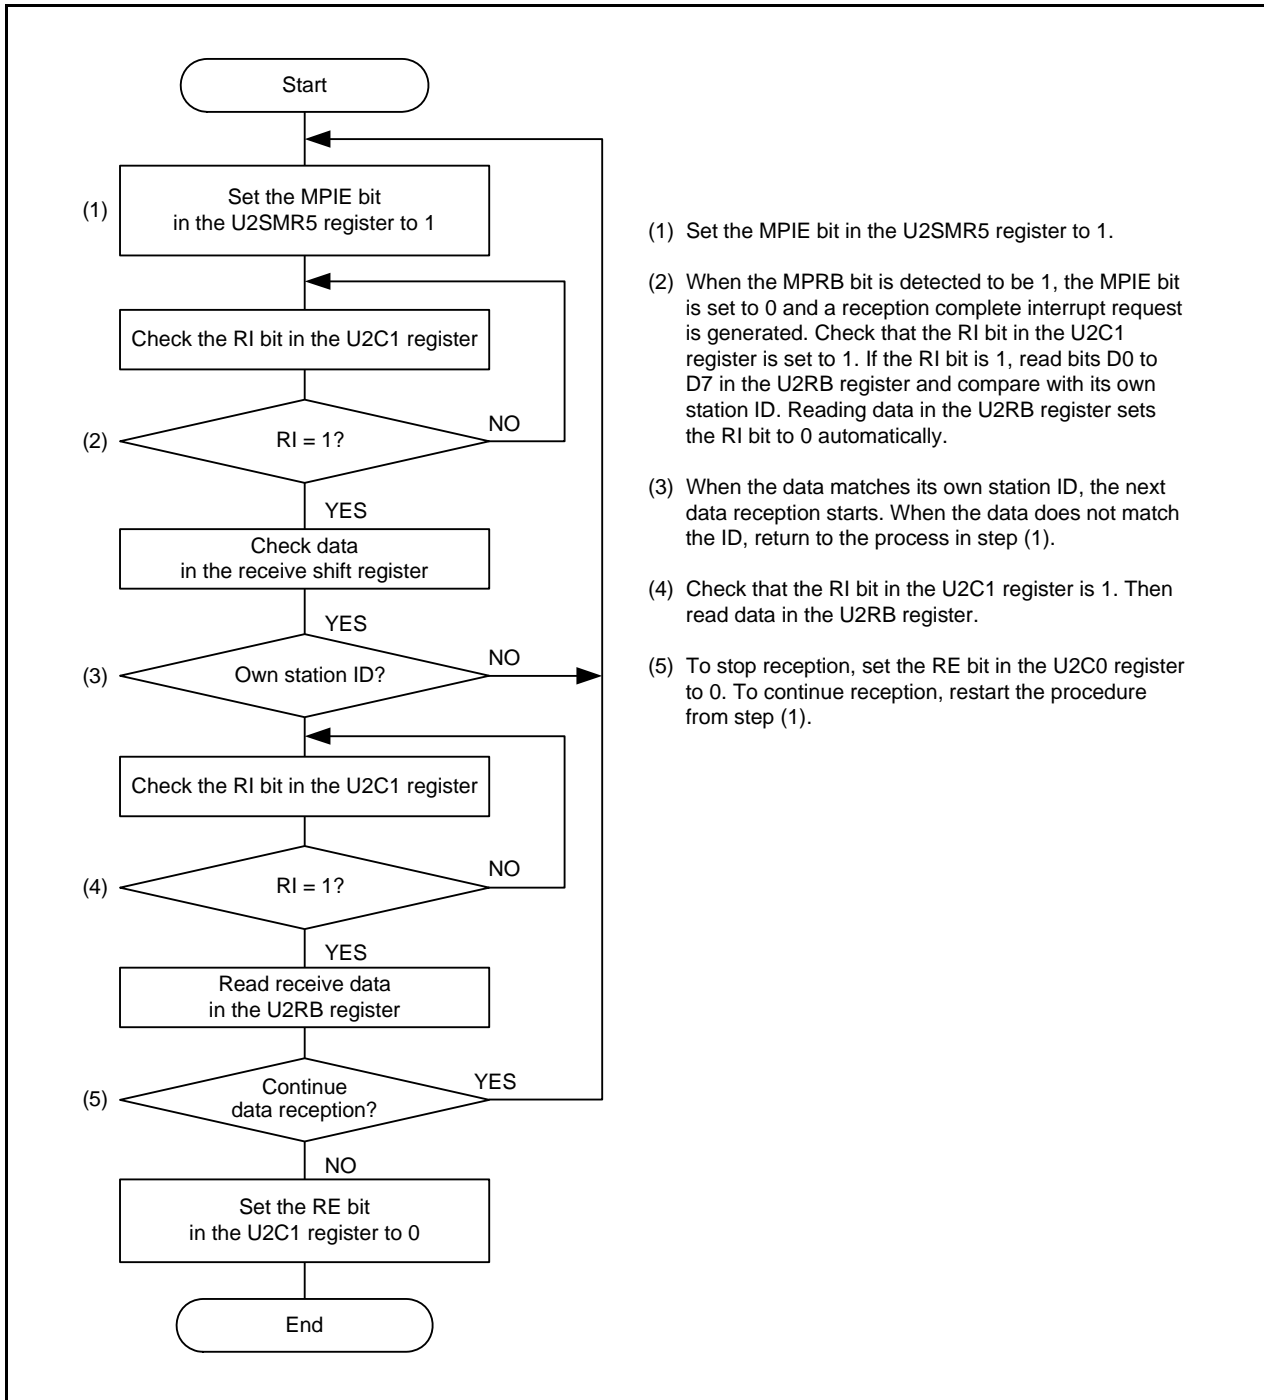 Start
(1)
Set the MPIE bit
in the U2SMR5 register to 1
Check the RI bit in the U2C1 register
(2)
RI = 1?
NO
YES
Check data
in the receive shift register
YES
(3)
Own station ID?
NO
Check the RI bit in the U2C1 register
(4)
RI = 1?
NO
YES
Read receive data
in the U2RB register
(5)
Continue
data reception?
YES
NO
Set the RE bit
in the U2C1 register to 0
End
(1) Set the MPIE bit in the U2SMR5 register to 1.
(2) When the MPRB bit is detected to be 1, the MPIE bit
is set to 0 and a reception complete interrupt request
is generated. Check that the RI bit in the U2C1
register is set to 1. If the RI bit is 1, read bits D0 to
D7 in the U2RB register and compare with its own
station ID. Reading data in the U2RB register sets
the RI bit to 0 automatically.
(3) When the data matches its own station ID, the next
data reception starts. When the data does not match
the ID, return to the process in step (1).
(4) Check that the RI bit in the U2C1 register is 1. Then
read data in the U2RB register.
(5) To stop reception, set the RE bit in the U2C0 register
to 0. To continue reception, restart the procedure
from step (1).